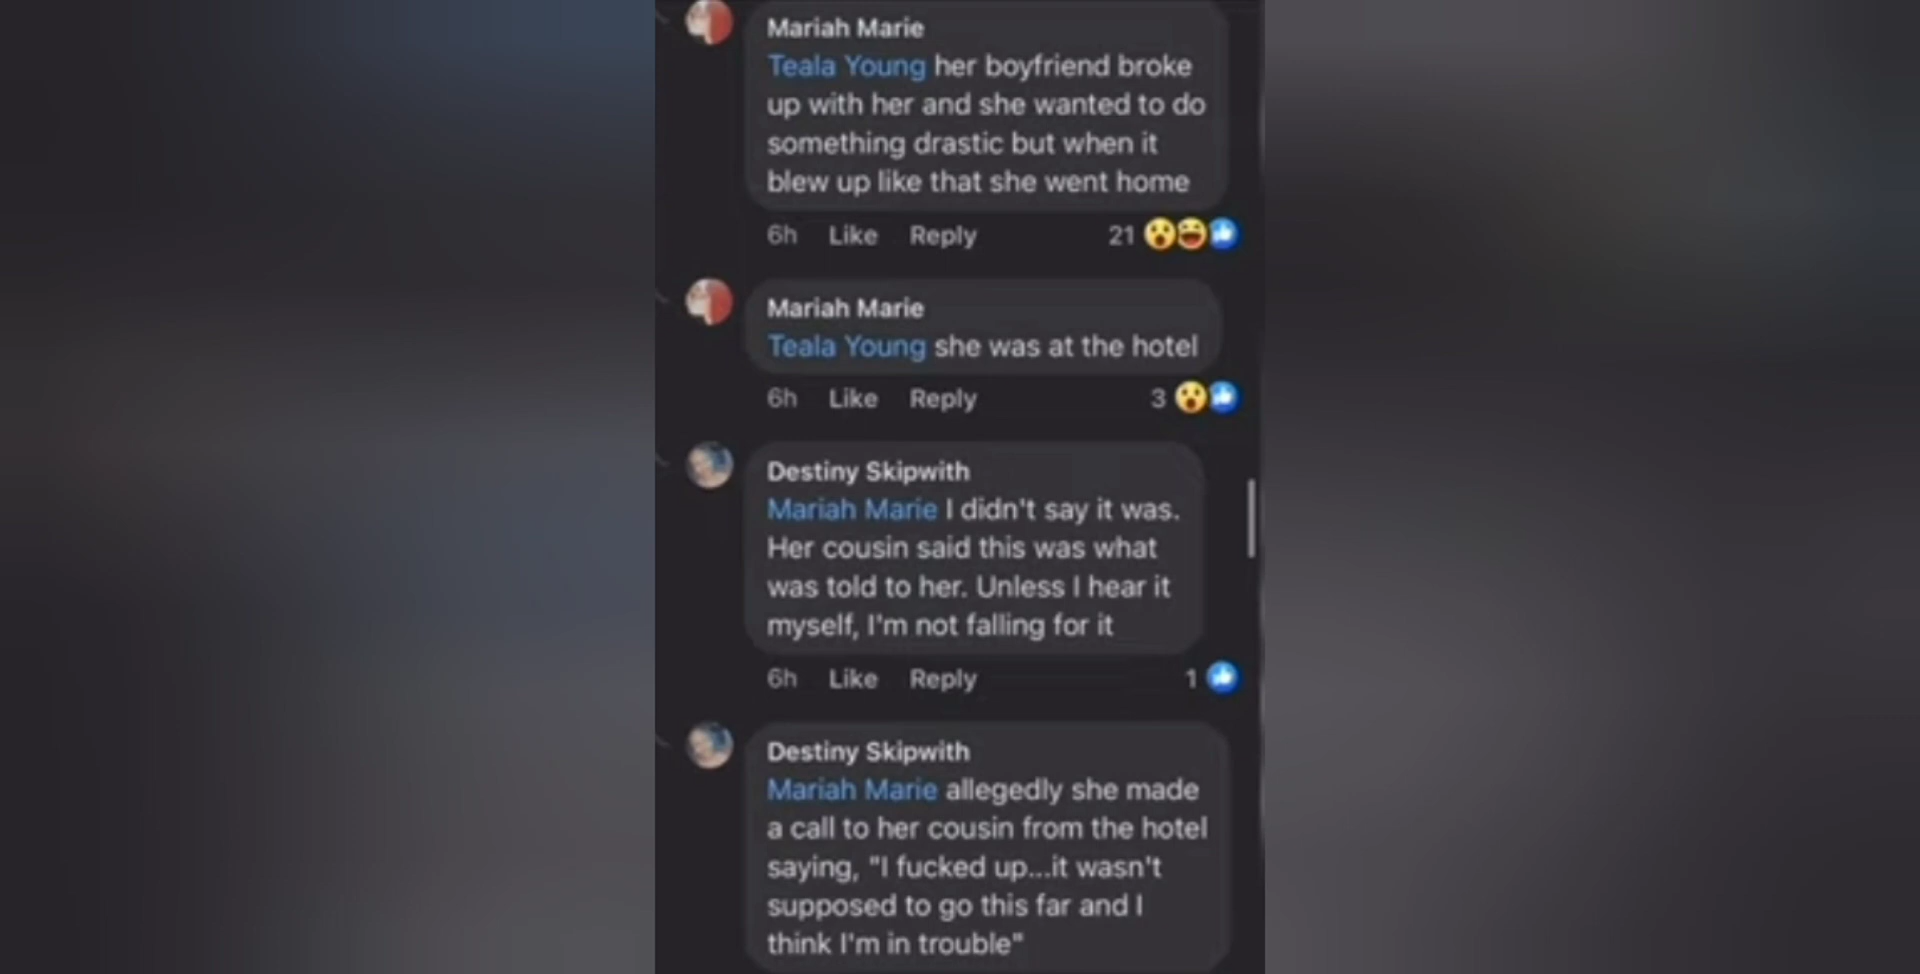 Mariah Marie
Teala Young her boyfriend broke
up with her and she wanted to do
something drastic but when it
blew up like that she went home
6h Like Reply 21
Mariah Marie
Teala Young she was at the hotel
6h Like Reply 3
Destiny Skipwith
Mariah Marie I didn't say it was.
Her cousin said this was what
was told to her. Unless I hear it
myself, I'm not falling for it
6h Like Reply 1
Destiny Skipwith
Mariah Marie allegedly she made
a call to her cousin from the hotel
saying, "I fucked up...it wasn't
supposed to go this far and I
think I'm in trouble"